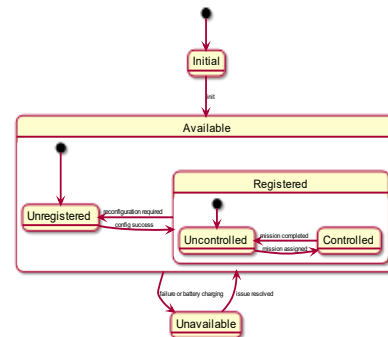 Initial
init
Available
Registered
Unregistered
reconfiguration required
config success
Uncontrolled
mission completed
mission assigned
Controlled
failure or battery charging
issue resolved
Unavailable